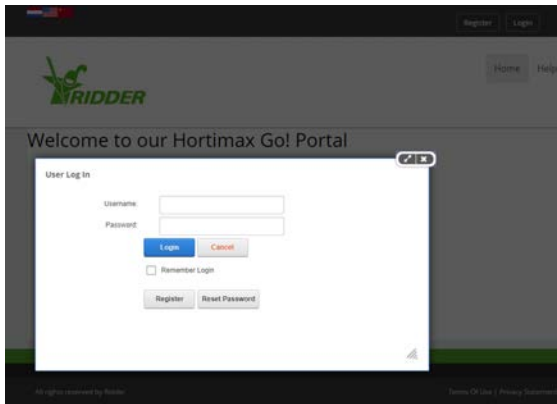 Register Login
RIDDER
Home Help
Welcome to our Hortimax Go! Portal
User Log In
Username:
Password:
Login Cancel
Remember Login
Register Reset Password
All rights reserved by Ridder
Terms Of Use | Privacy Statement